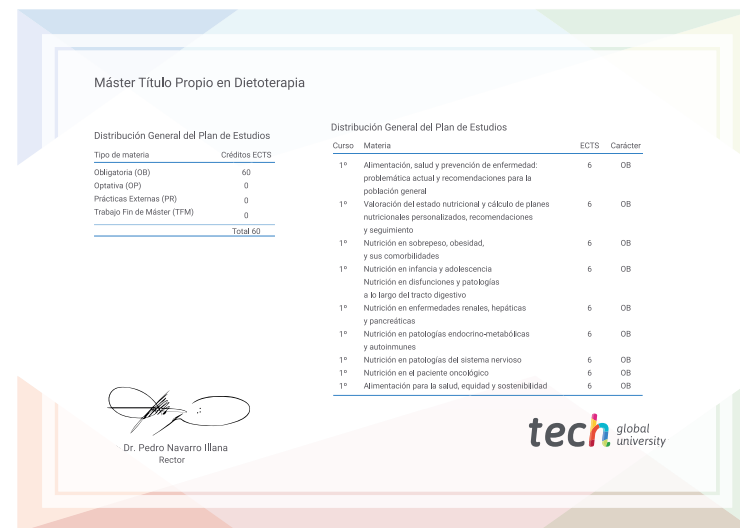 Máster Título Propio en Dietoterapia
Distribución General del Plan de Estudios
Tipo de materia Créditos ECTS
Obligatoria (OB) 60
Optativa (OP) 0
Prácticas Externas (PR) 0
Trabajo Fin de Máster (TFM) 0
Total 60
Distribución General del Plan de Estudios
Curso Materia ECTS Carácter
1º Alimentación, salud y prevención de enfermedad: 6 OB
problemática actual y recomendaciones para la
población general
1º Valoración del estado nutricional y cálculo de planes 6 OB
nutricionales personalizados, recomendaciones
y seguimiento
1º Nutrición en sobrepeso, obesidad, 6 OB
y sus comorbilidades
1º Nutrición en infancia y adolescencia 6 OB
Nutrición en disfunciones y patologías
a lo largo del tracto digestivo
1º Nutrición en enfermedades renales, hepáticas 6 OB
y pancreáticas
1º Nutrición en patologías endocrino-metabólicas 6 OB
y autoinmunes
1º Nutrición en patologías del sistema nervioso 6 OB
1º Nutrición en el paciente oncológico 6 OB
1º Alimentación para la salud, equidad y sostenibilidad 6 OB
Dr. Pedro Navarro Illana
Rector
tech global
university